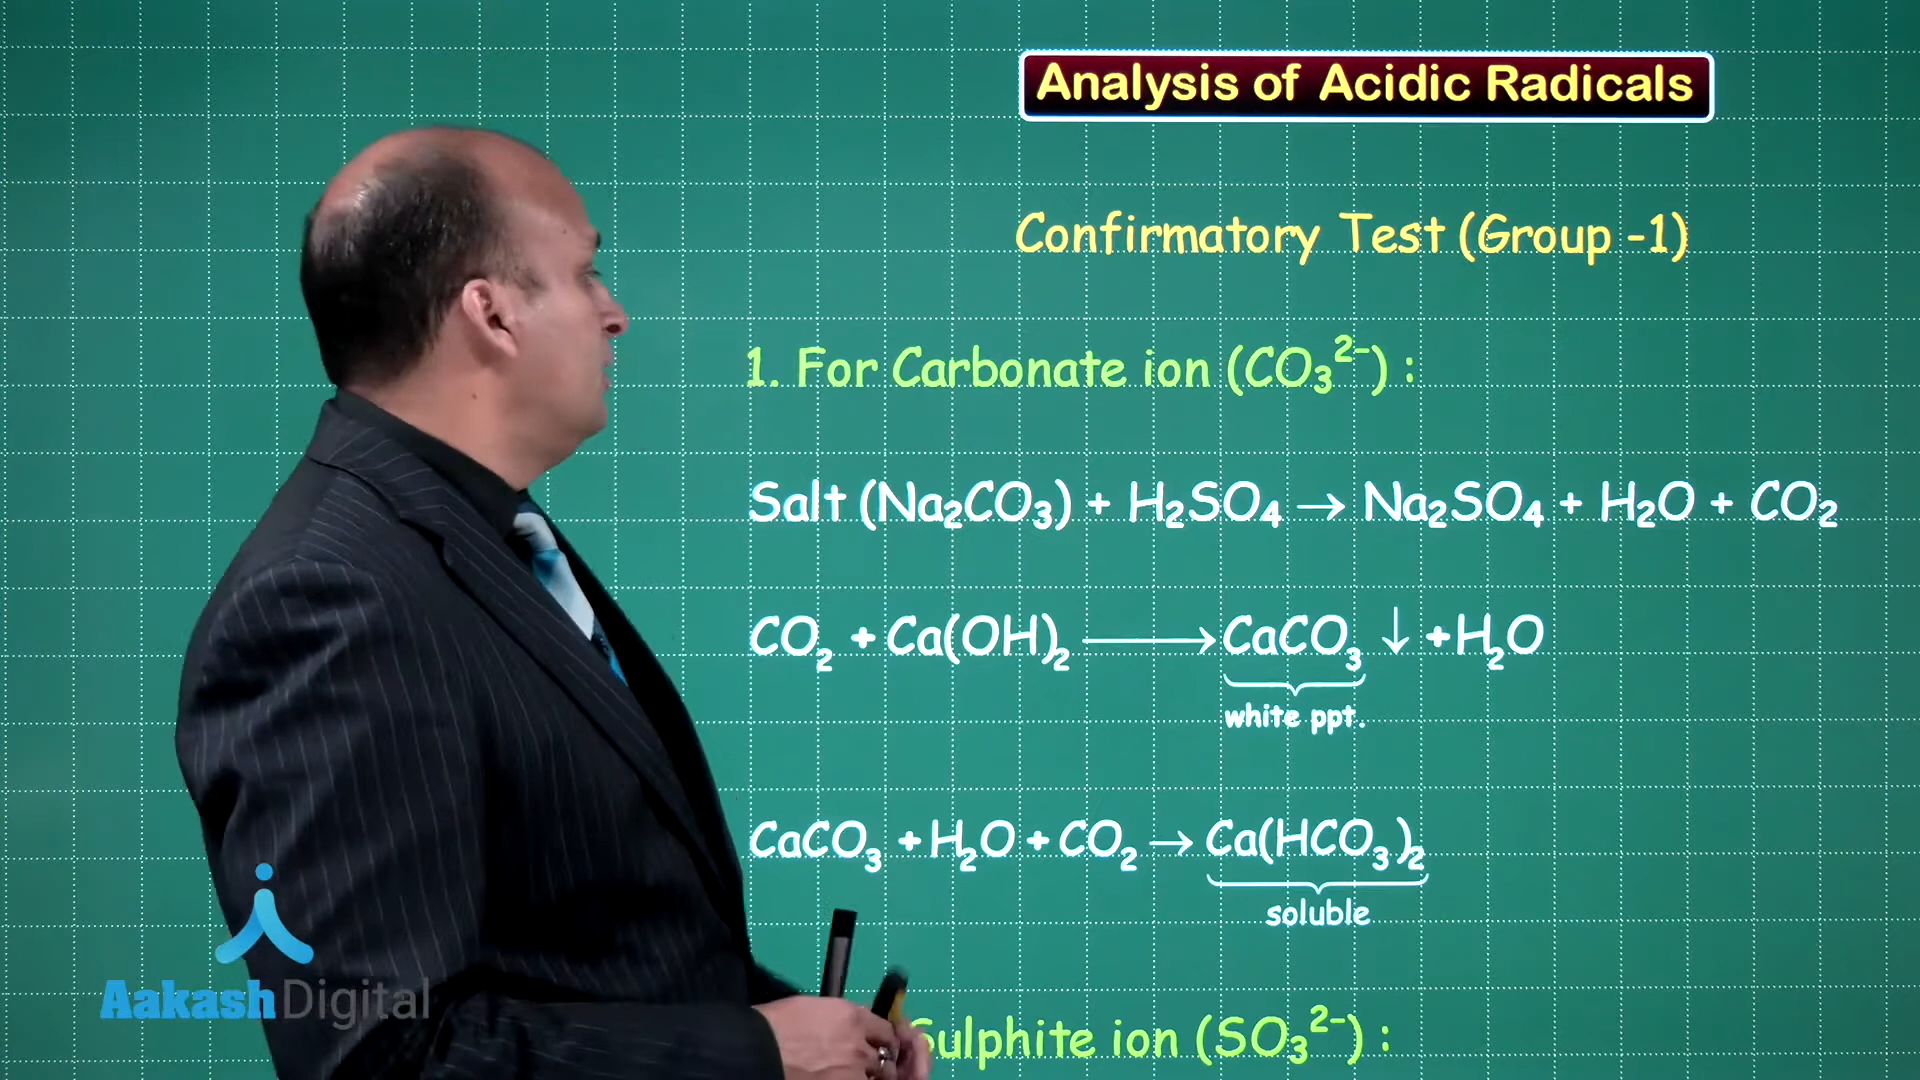 Analysis of Acidic Radicals
Confirmatory Test (Group -1)
1. For Carbonate ion (CO₃²⁻) :
Salt (Na₂CO₃) + H₂SO₄ → Na₂SO₄ + H₂O + CO₂
CO₂ + Ca(OH)₂ ⟶ CaCO₃ ↓ + H₂O
white ppt.
CaCO₃ + H₂O + CO₂ → Ca(HCO₃)₂
soluble
Sulphite ion (SO₃²⁻) :
Aakash Digital